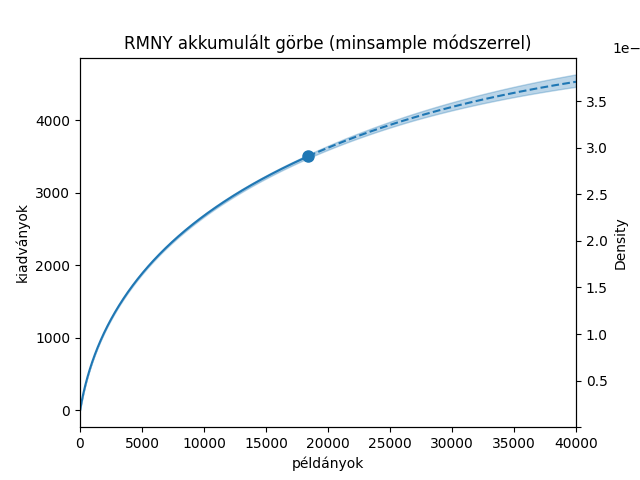 RMNY akkumulált görbe (minsample módszerrel)
1e−
4000
3000
2000
1000
0
kiadványok
3.5
3.0
2.5
2.0
1.5
1.0
0.5
Density
0 5000 10000 15000 20000 25000 30000 35000 40000
példányok